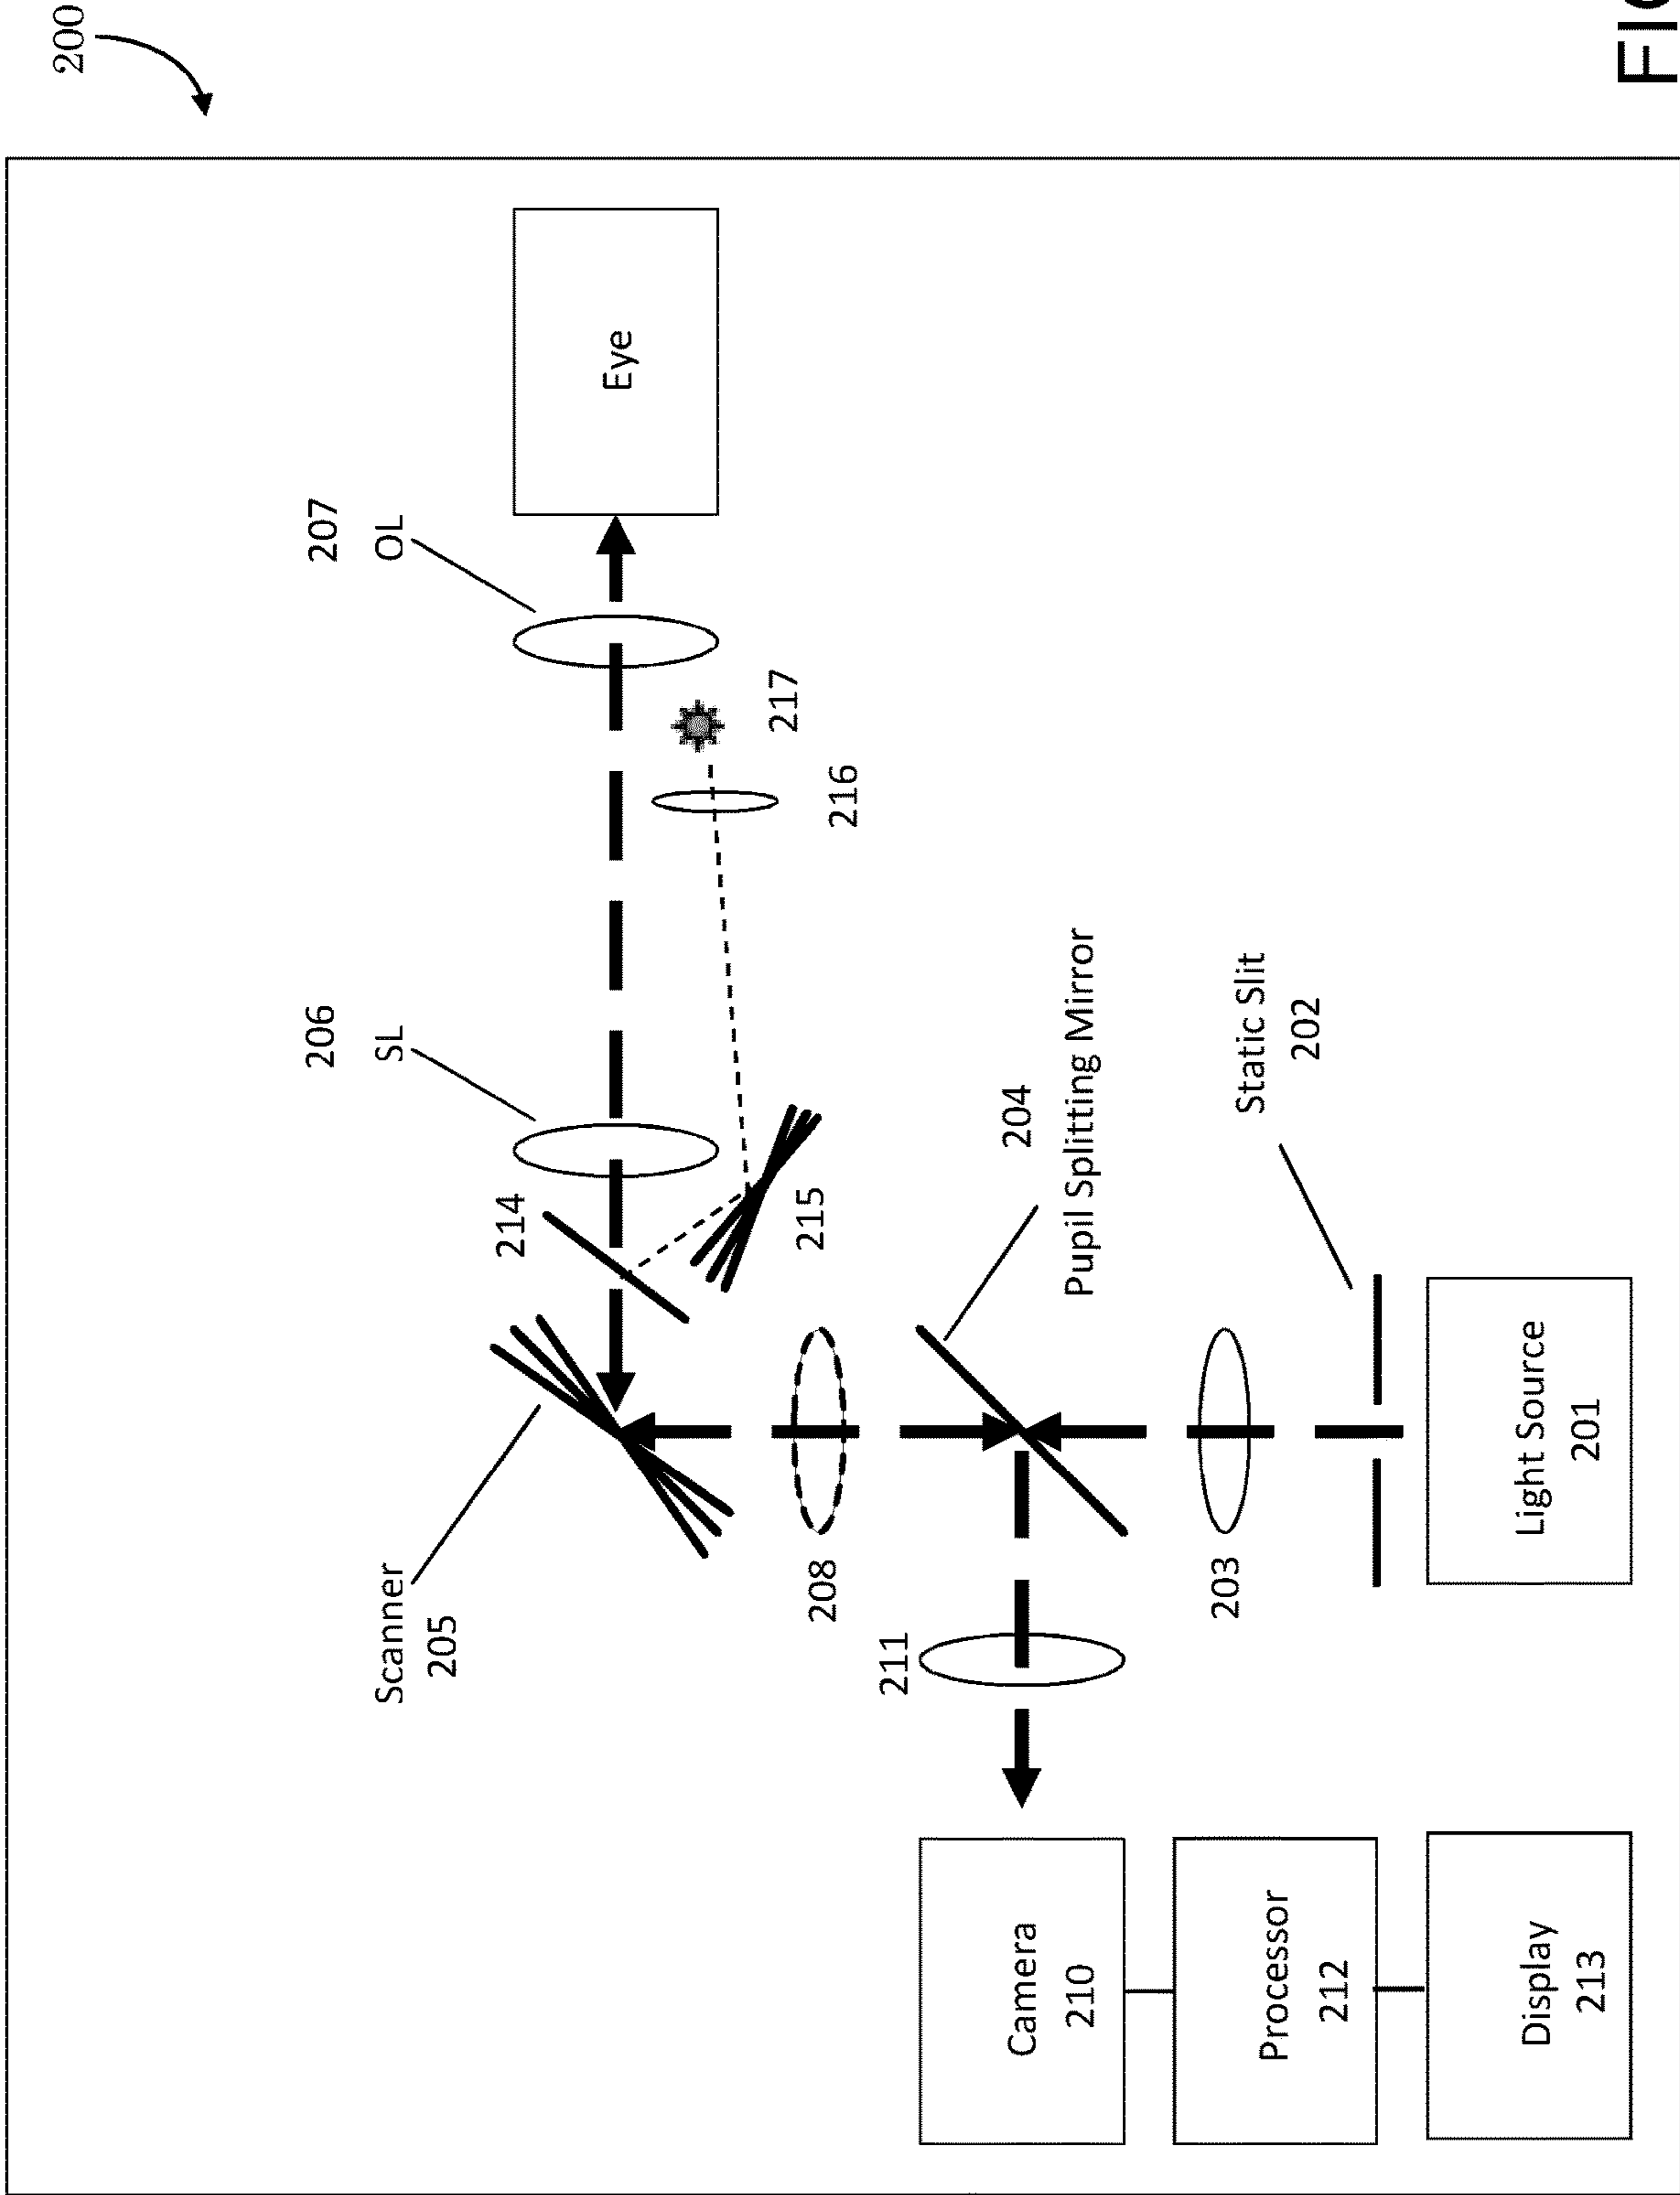 200
Scanner
205
206
SL
207
OL
214
Eye
215
217
216
208
211
204
Pupil Splitting Mirror
Camera
210
203
Static Slit
202
Processor
212
Light Source
201
Display
213